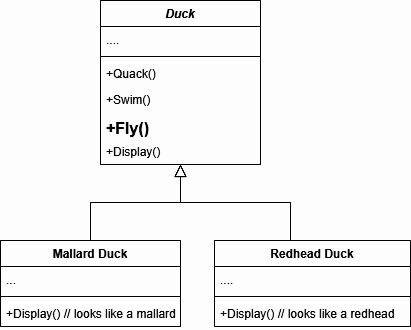 Duck
....
+Quack()
+Swim()
+Fly()
+Display()
Mallard Duck
...
+Display() // looks like a mallard
Redhead Duck
....
+Display() // looks like a redhead